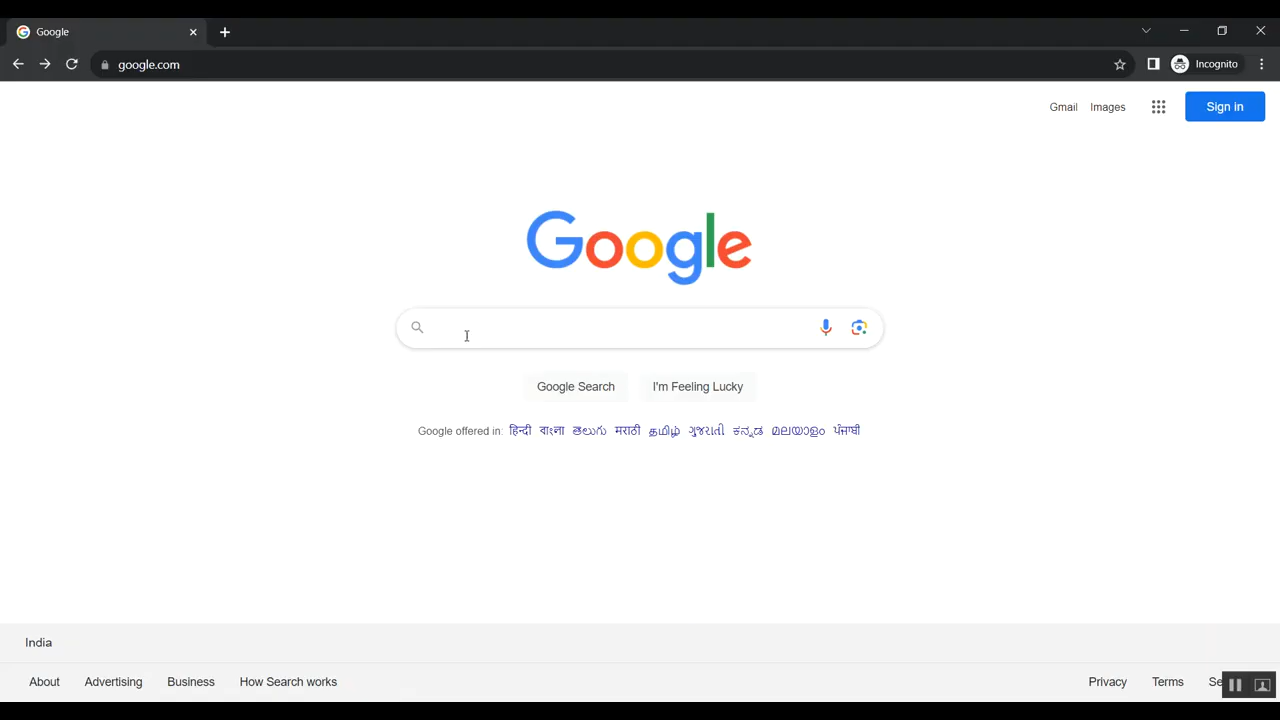 Google
google.com
Incognito
Gmail Images Sign in
Google
Google Search I'm Feeling Lucky
Google offered in: हिन्दी বাংলা తెలుగు मराठी தமிழ் ગુજરાતી ಕನ್ನಡ മലയാളം ਪੰਜਾਬੀ
India
About Advertising Business How Search works Privacy Terms